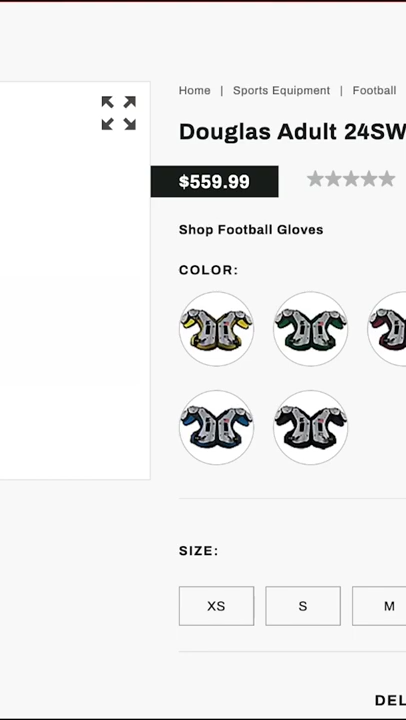 Home | Sports Equipment | Football
Douglas Adult 24SW
$559.99
Shop Football Gloves
COLOR:
SIZE:
XS S M
DEL